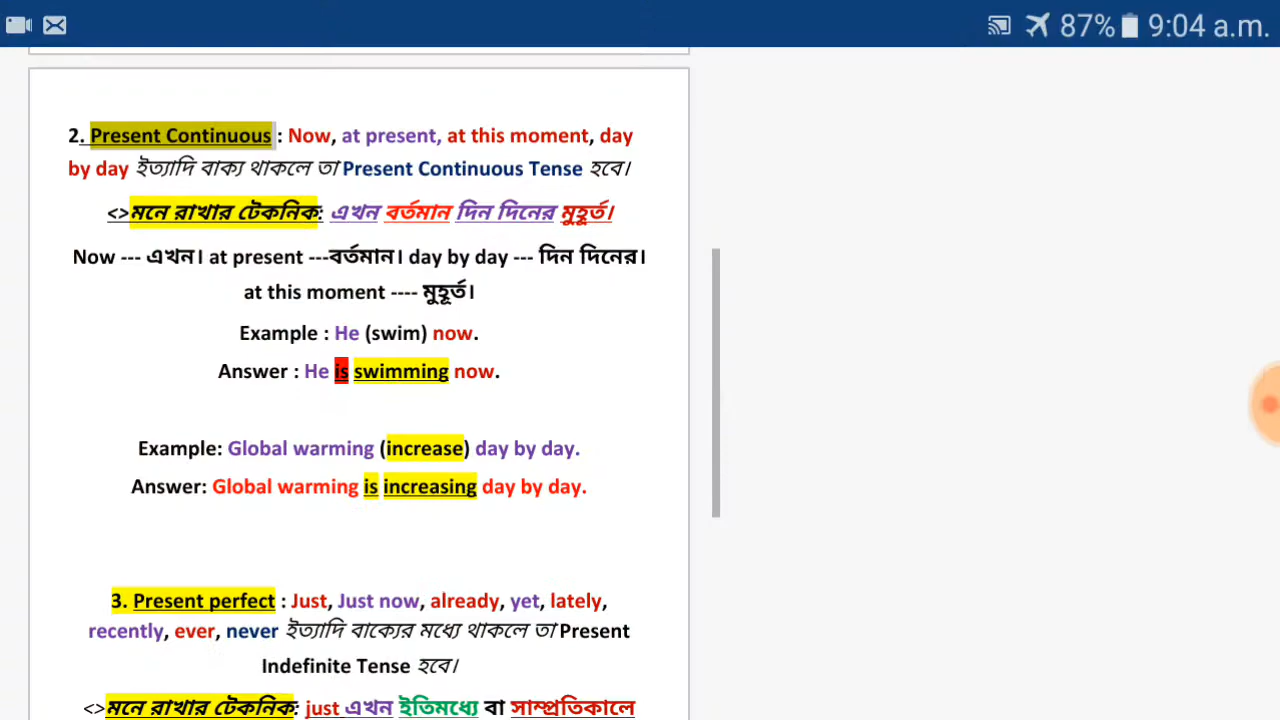 87% 9:04 a.m.
2. Present Continuous : Now, at present, at this moment, day
by day ইত্যাদি বাক্য থাকলে তা Present Continuous Tense হবে।
<>মনে রাখার টেকনিক: এখন বর্তমান দিন দিনের মুহূর্ত।
Now --- এখন। at present ---বর্তমান। day by day --- দিন দিনের।
at this moment ---- মুহূর্ত।
Example : He (swim) now.
Answer : He is swimming now.
Example: Global warming (increase) day by day.
Answer: Global warming is increasing day by day.
3. Present perfect : Just, Just now, already, yet, lately,
recently, ever, never ইত্যাদি বাক্যের মধ্যে থাকলে তা Present
Indefinite Tense হবে।
<>মনে রাখার টেকনিক: just এখন ইতিমধ্যে বা সাম্প্রতিকালে